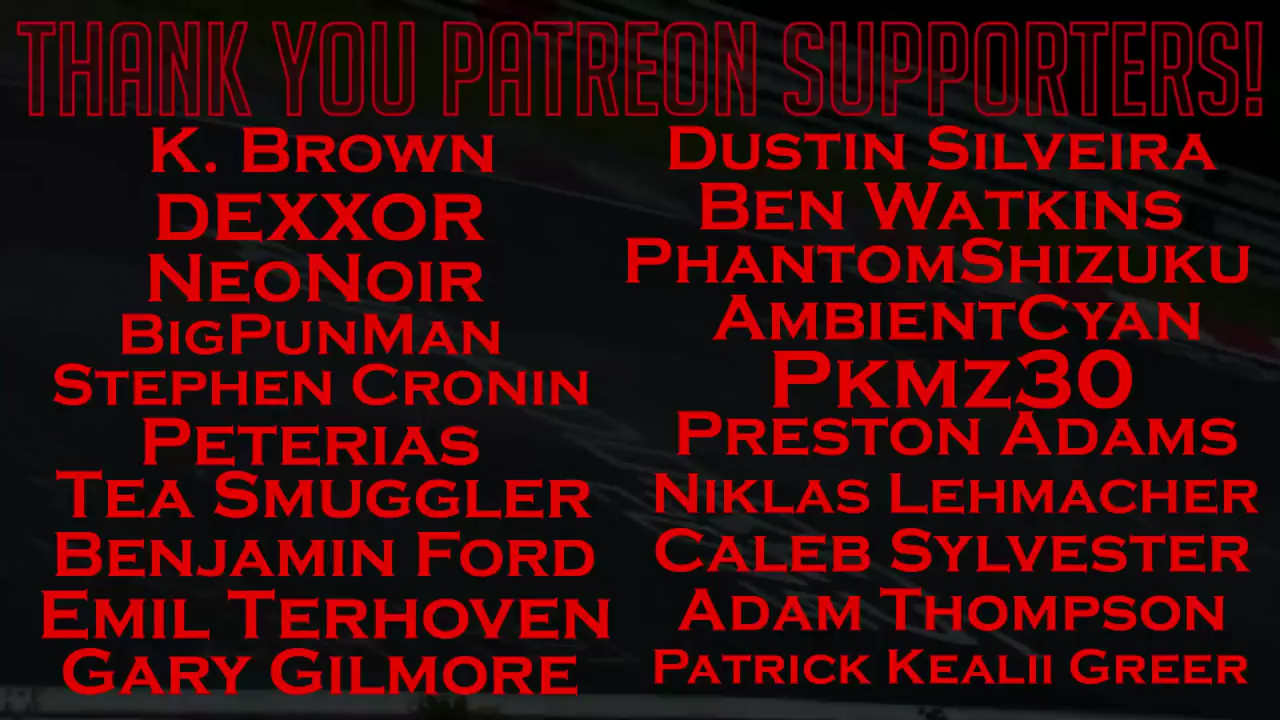 THANK YOU PATREON SUPPORTERS!
K. BROWN
DEXXOR
NEONOIR
BIGPUNMAN
STEPHEN CRONIN
PETERIAS
TEA SMUGGLER
BENJAMIN FORD
EMIL TERHOVEN
GARY GILMORE
DUSTIN SILVEIRA
BEN WATKINS
PHANTOMSHIZUKU
AMBIENTCYAN
PKMZ30
PRESTON ADAMS
NIKLAS LEHMACHER
CALEB SYLVESTER
ADAM THOMPSON
PATRICK KEALII GREER